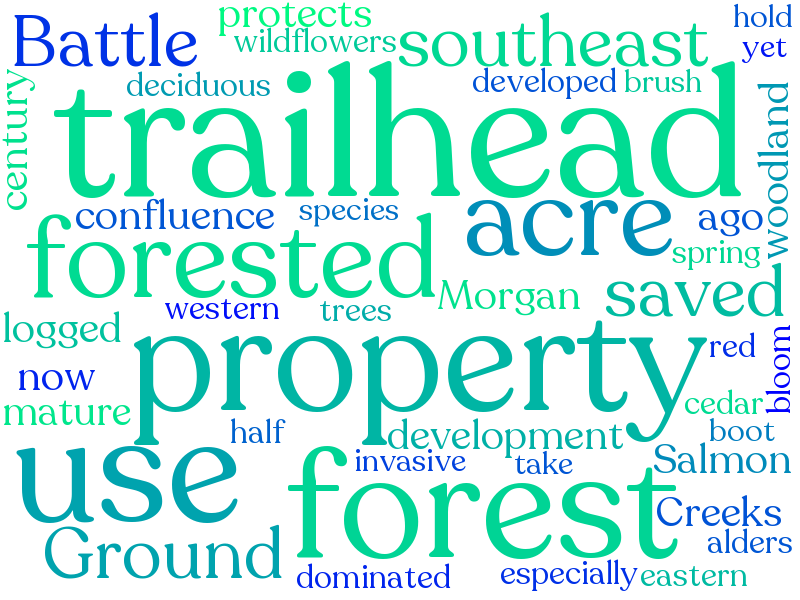 protects
hold
Battle
wildflowers
southeast
yet
century
deciduous
developed
brush
trailhead
woodland
confluence
species
acre
ago
forested
spring
western
trees
Morgan
saved
logged
property
red
bloom
now
mature
cedar
half
development
boot
use
invasive
take
Salmon
forest
Creeks
Ground
alders
dominated
especially
eastern